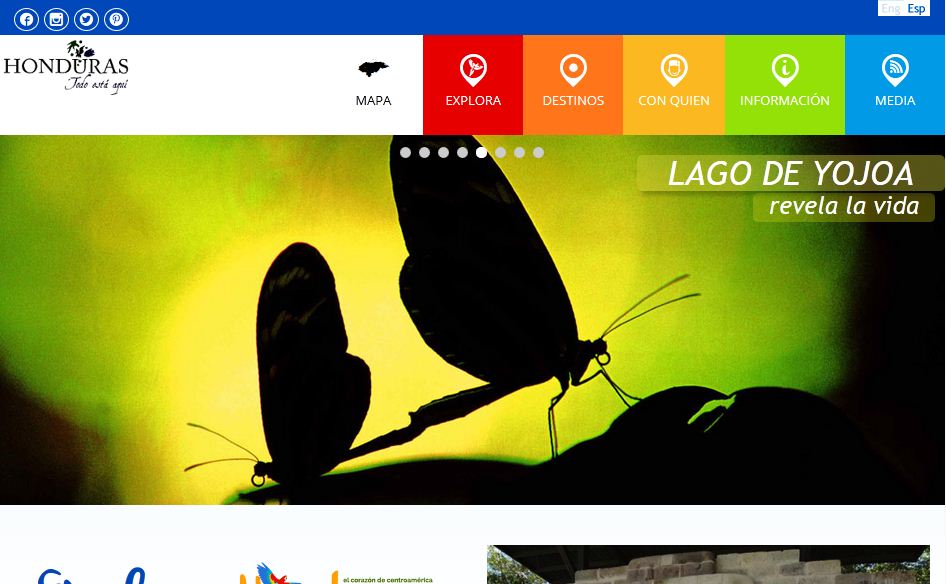 Eng Esp
HONDURAS
Todo está aquí
MAPA
EXPLORA
DESTINOS
CON QUIEN
INFORMACIÓN
MEDIA
LAGO DE YOJOA
revela la vida
el corazón de centroamérica